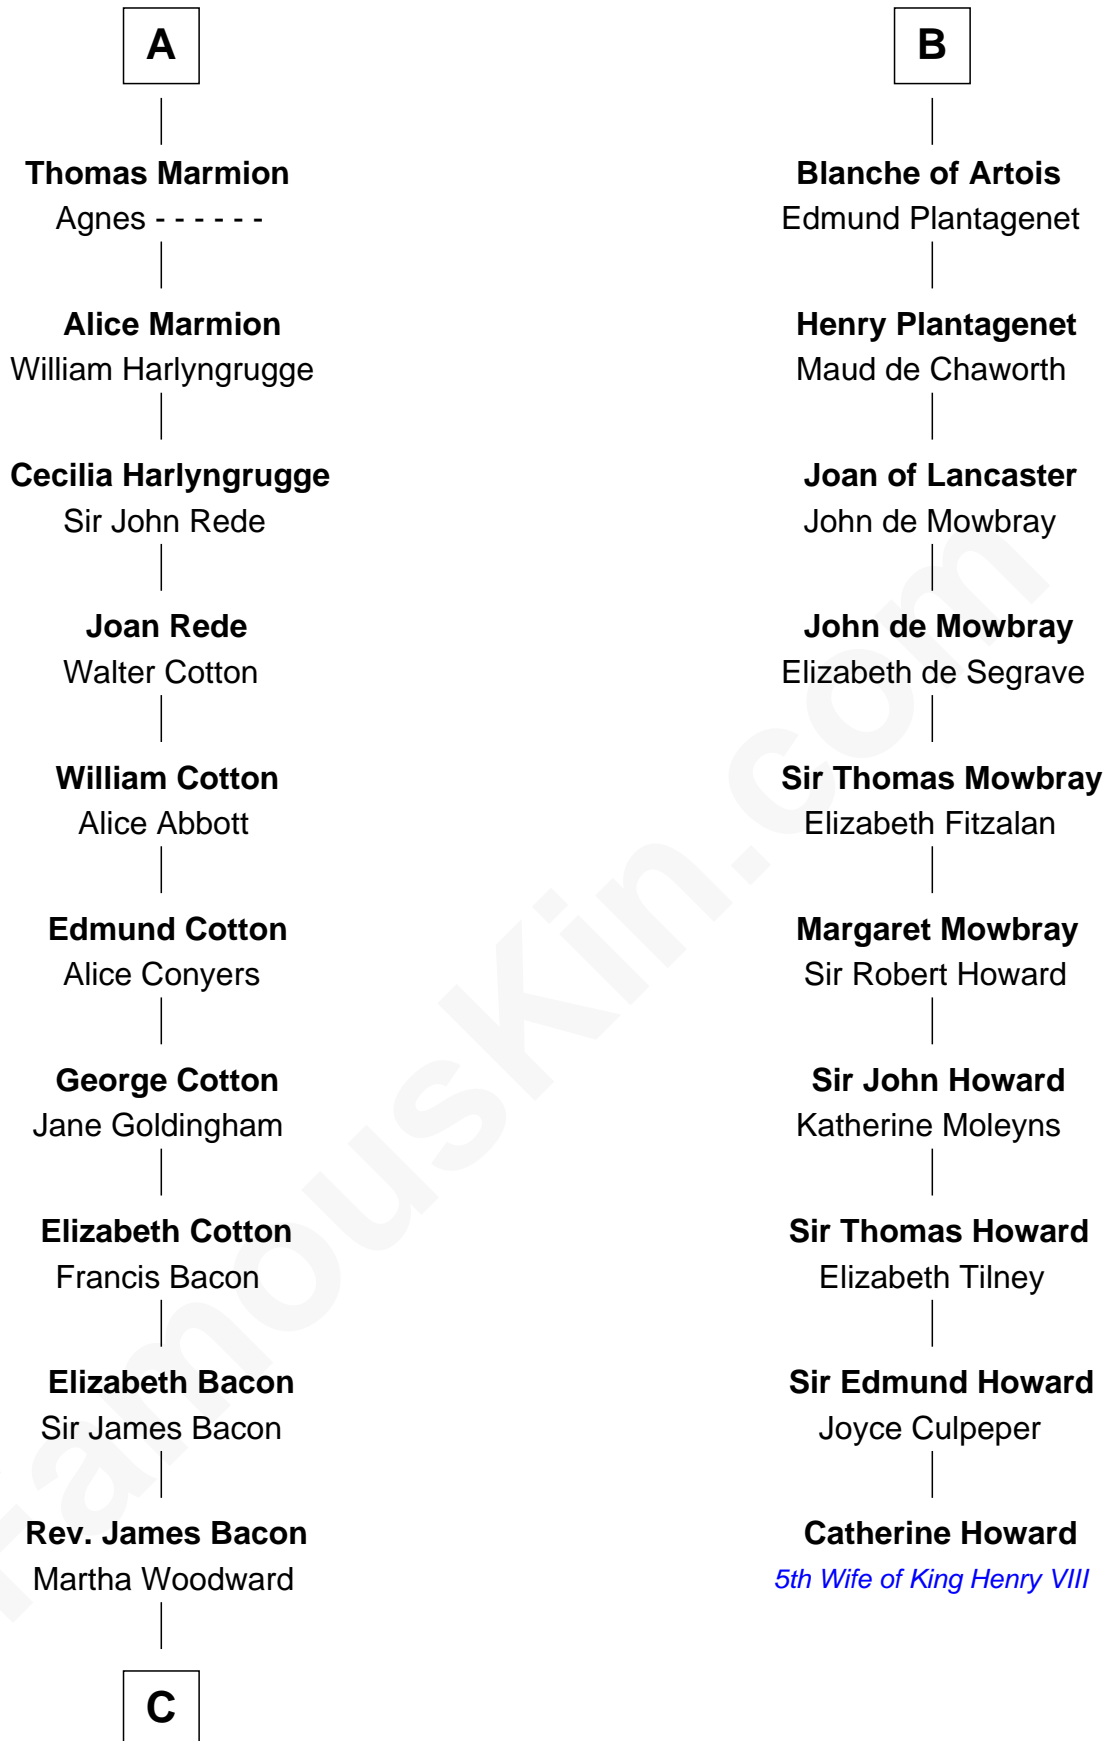 A
Thomas Marmion
Agnes - - - - - -
Alice Marmion
William Harlyngrugge
Cecilia Harlyngrugge
Sir John Rede
Joan Rede
Walter Cotton
William Cotton
Alice Abbott
Edmund Cotton
Alice Conyers
George Cotton
Jane Goldingham
Elizabeth Cotton
Francis Bacon
Elizabeth Bacon
Sir James Bacon
Rev. James Bacon
Martha Woodward
C
B
Blanche of Artois
Edmund Plantagenet
Henry Plantagenet
Maud de Chaworth
Joan of Lancaster
John de Mowbray
John de Mowbray
Elizabeth de Segrave
Sir Thomas Mowbray
Elizabeth Fitzalan
Margaret Mowbray
Sir Robert Howard
Sir John Howard
Katherine Moleyns
Sir Thomas Howard
Elizabeth Tilney
Sir Edmund Howard
Joyce Culpeper
Catherine Howard
5th Wife of King Henry VIII
FamousKin.com